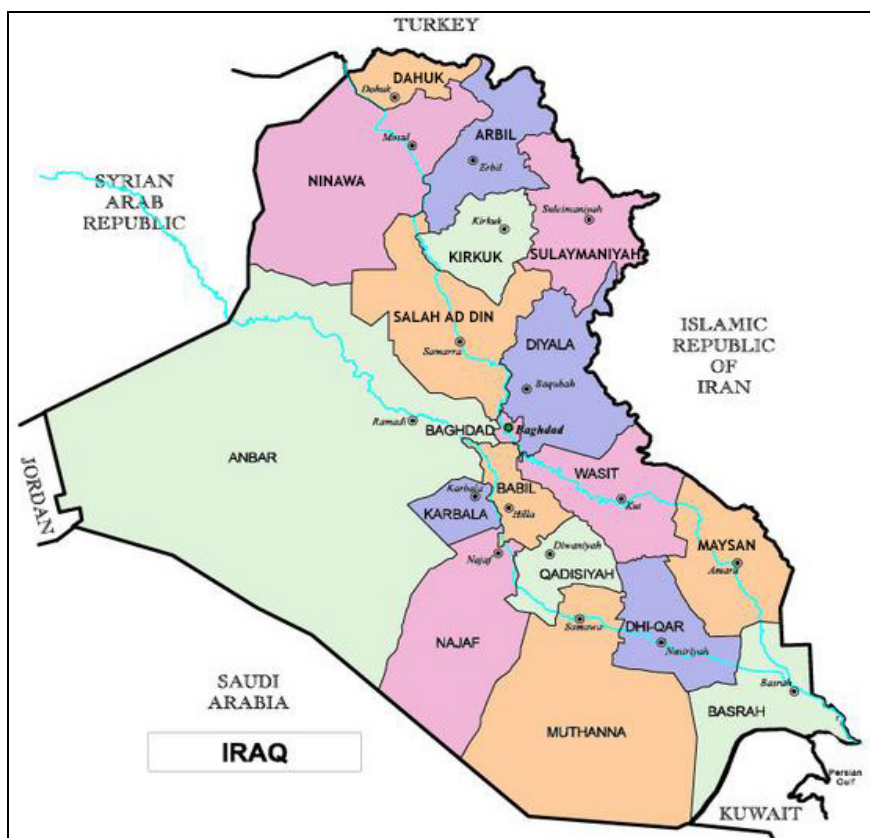 TURKEY
DAHUK
Dohuk
ARBIL
Mosul
Erbil
NINAWA
SYRIAN
ARAB
REPUBLIC
Suleimaniyah
Kirkuk
KIRKUK
SULAYMANIYAH
SALAH AD DIN
Samarra
DIYALA
ISLAMIC
REPUBLIC
OF
IRAN
Baqubah
Ramadi
BAGHDAD
Baghdad
ANBAR
JORDAN
WASIT
Karbala
BABIL
KARBALA
Hilla
Kut
MAYSAN
Najaf
Diwaniyah
QADISIYAH
Amara
Samawa
DHI-QAR
NAJAF
Nasiriyah
SAUDI
ARABIA
Basrah
BASRAH
MUTHANNA
IRAQ
Persian
Gulf
KUWAIT